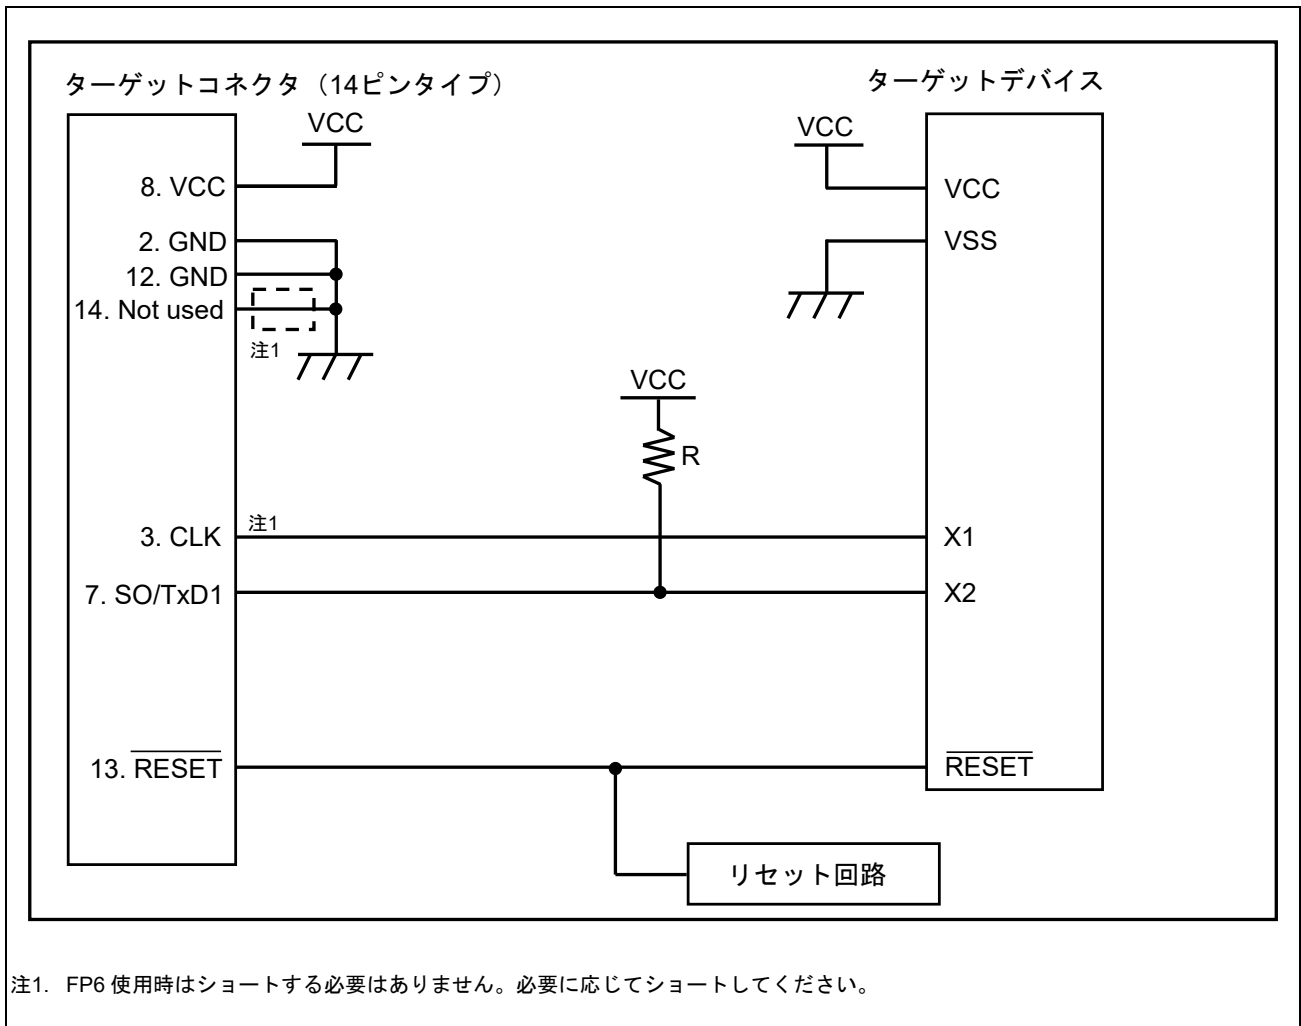 ターゲットコネクタ（14ピンタイプ）
ターゲットデバイス
VCC
VCC
8. VCC
VCC
2. GND
VSS
12. GND
14. Not used
注1
VCC
R
3. CLK
注1
X1
7. SO/TxD1
X2
13. RESET
RESET
リセット回路
注1. FP6 使用時はショートする必要はありません。必要に応じてショートしてください。